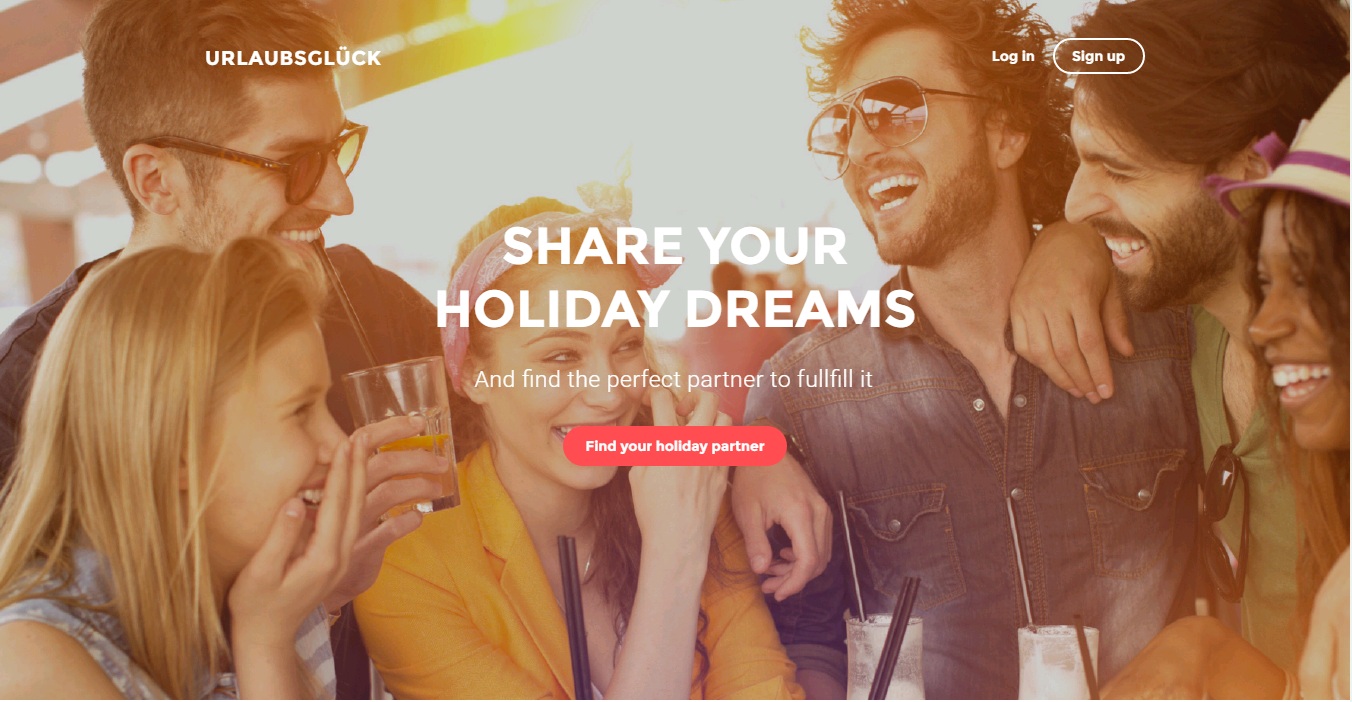 URLAUBSGLÜCK
Log in
Sign up
SHARE YOUR
HOLIDAY DREAMS
And find the perfect partner to fullfill it
Find your holiday partner